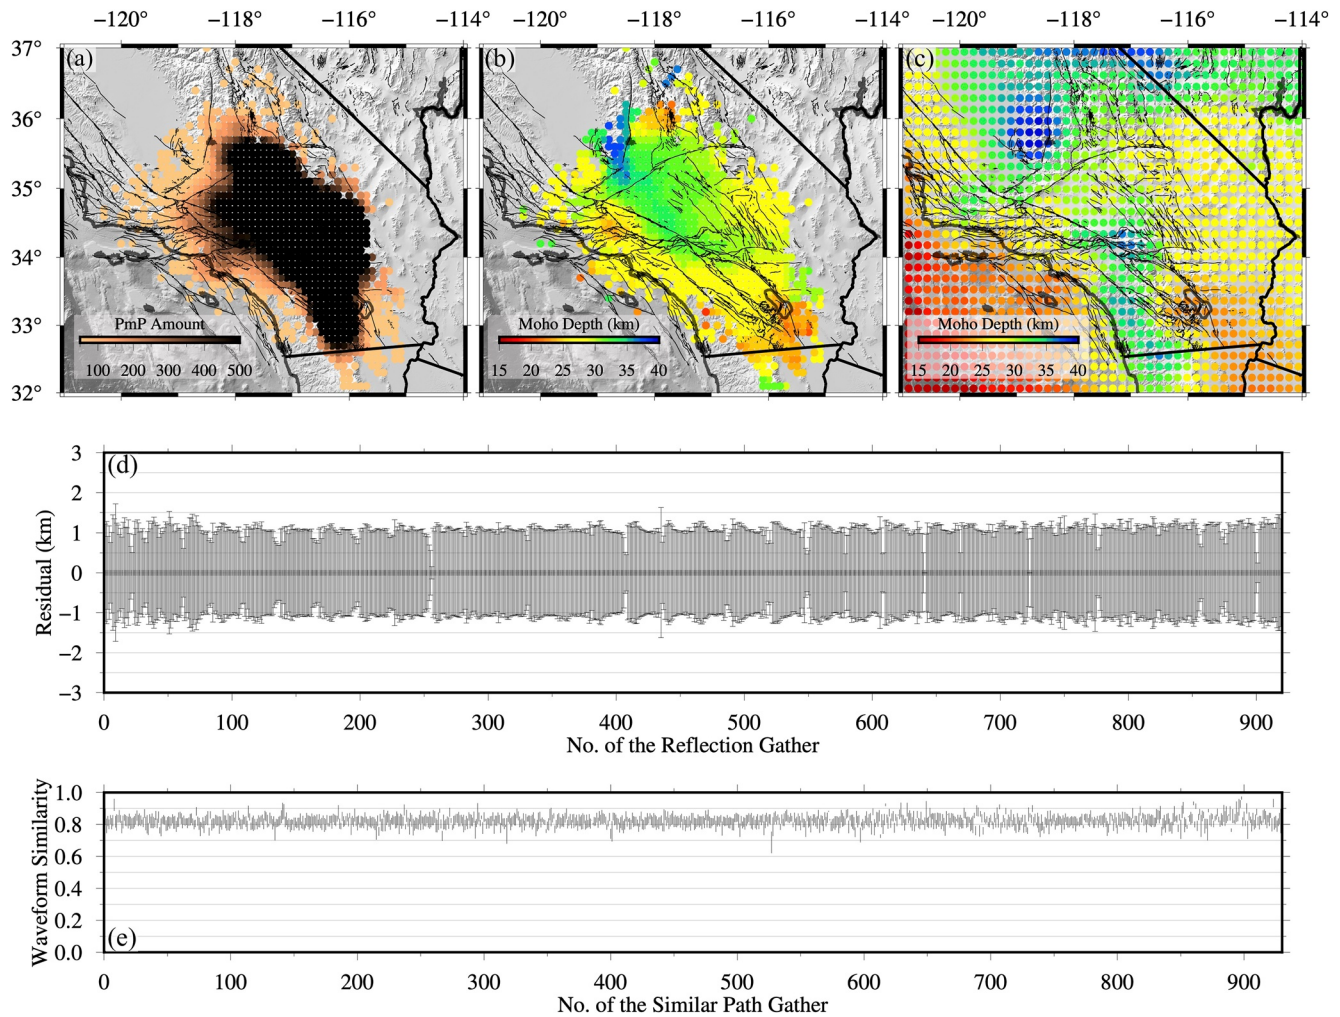 −120° −118° −116° −114° −120° −118° −116° −114° −120° −118° −116° −114°
37° (a) (b) (c)
36°
35°
34°
33° PmP Amount Moho Depth (km) Moho Depth (km)
100 200 300 400 500 15 20 25 30 35 40 15 20 25 30 35 40
32°
(d)
Residual (km)
3
2
1
0
−1
−2
−3
0 100 200 300 400 500 600 700 800 900
No. of the Reflection Gather
Waveform Similarity
1.0
0.8
0.6
0.4
0.2
0.0 (e)
0 100 200 300 400 500 600 700 800 900
No. of the Similar Path Gather